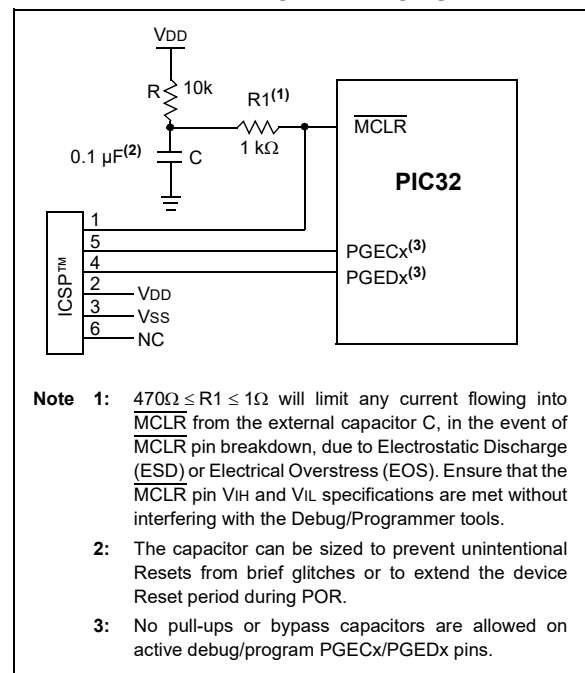 VDD
R 10k
R1(1)
0.1 µF(2) C
1 kΩ
MCLR
PIC32
PGECx(3)
PGEDx(3)
ICSP™
1
5
4
2 VDD
3 VSS
6 NC
Note 1: 470Ω ≤ R1 ≤ 1Ω will limit any current flowing into
MCLR from the external capacitor C, in the event of
MCLR pin breakdown, due to Electrostatic Discharge
(ESD) or Electrical Overstress (EOS). Ensure that the
MCLR pin VIH and VIL specifications are met without
interfering with the Debug/Programmer tools.
2: The capacitor can be sized to prevent unintentional
Resets from brief glitches or to extend the device
Reset period during POR.
3: No pull-ups or bypass capacitors are allowed on
active debug/program PGECx/PGEDx pins.